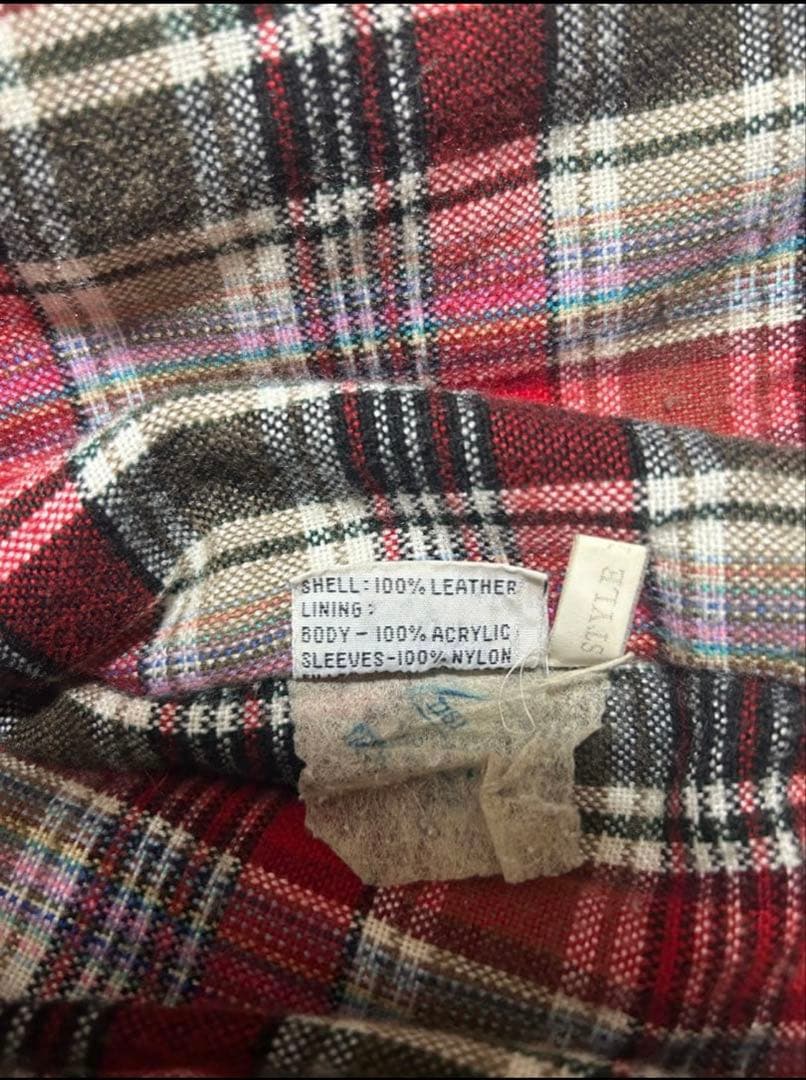 SHELL: 100% LEATHER
LINING:
BODY - 100% ACRYLIC
SLEEVES-100% NYLON
STYLE